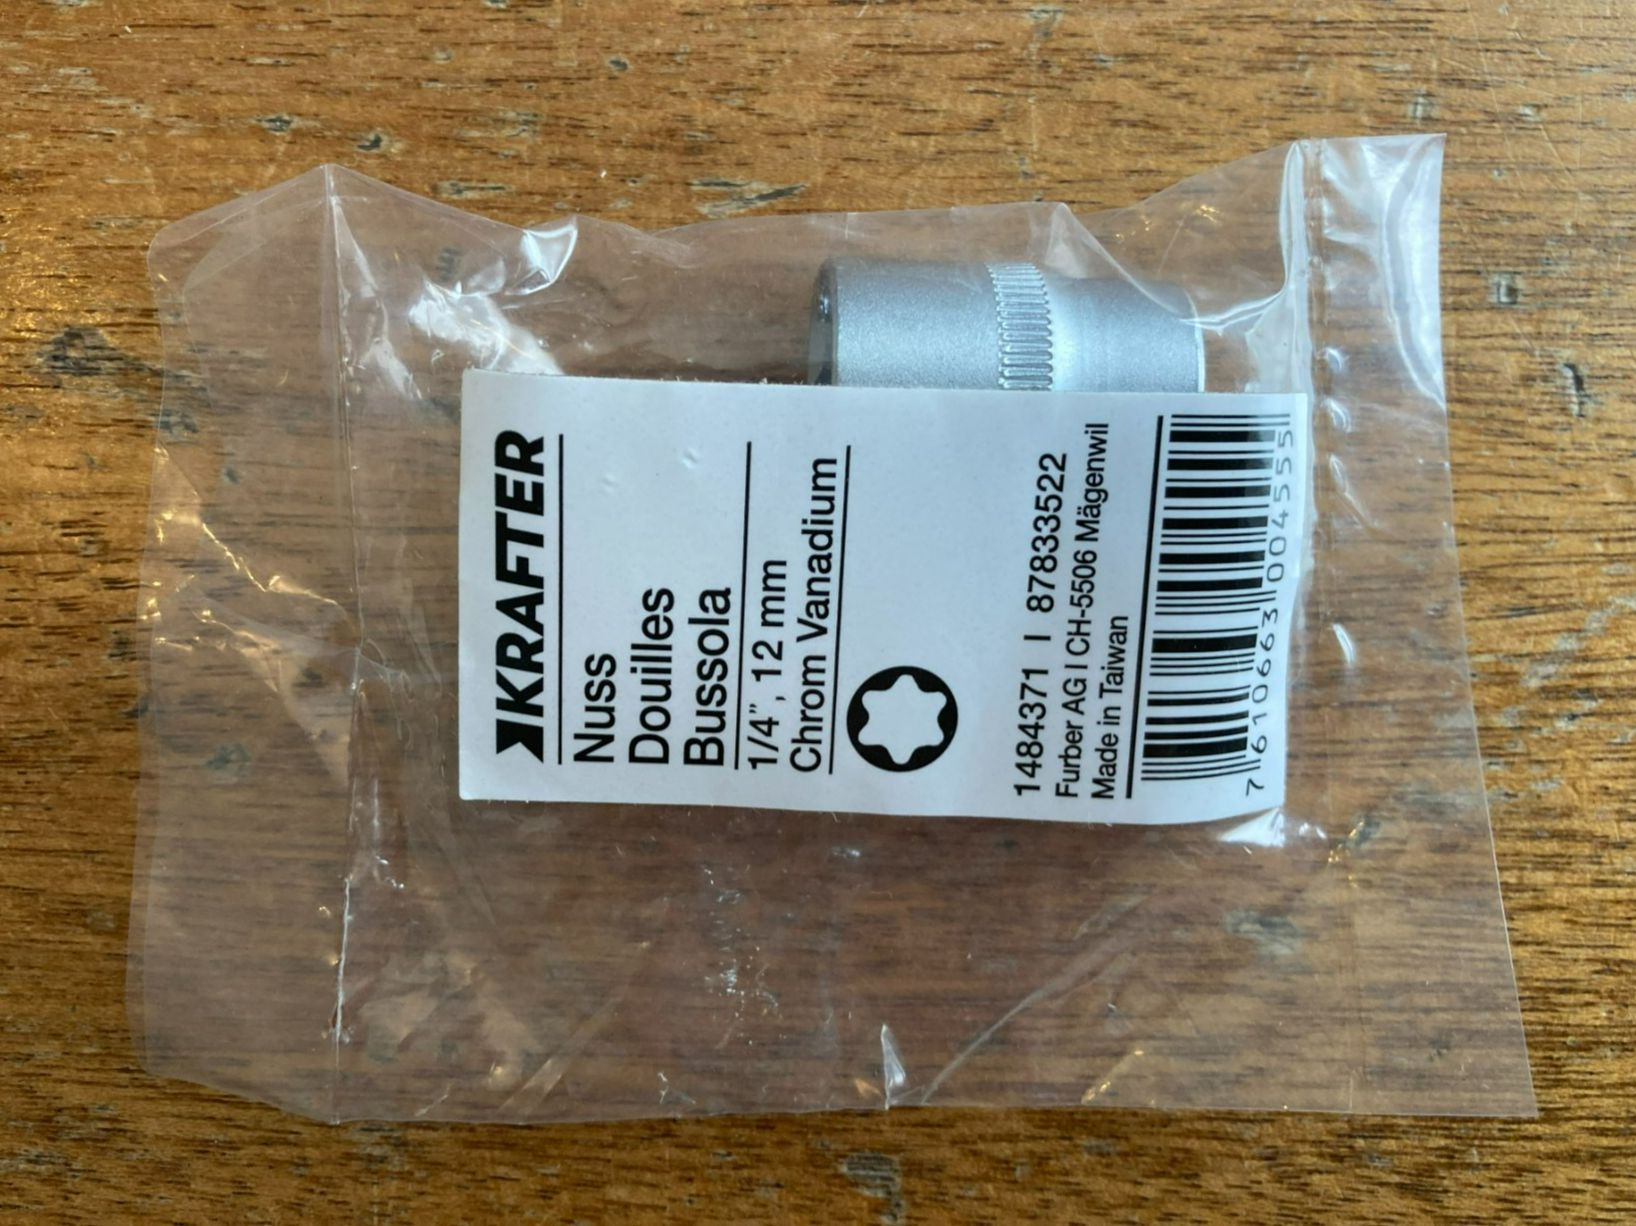 KRAFTER
Nuss
Douilles
Bussola
1/4", 12 mm
Chrom Vanadium
1484371 I 87833522
Furber AG I CH-5506 Mägenwil
Made in Taiwan
7 610663 004555